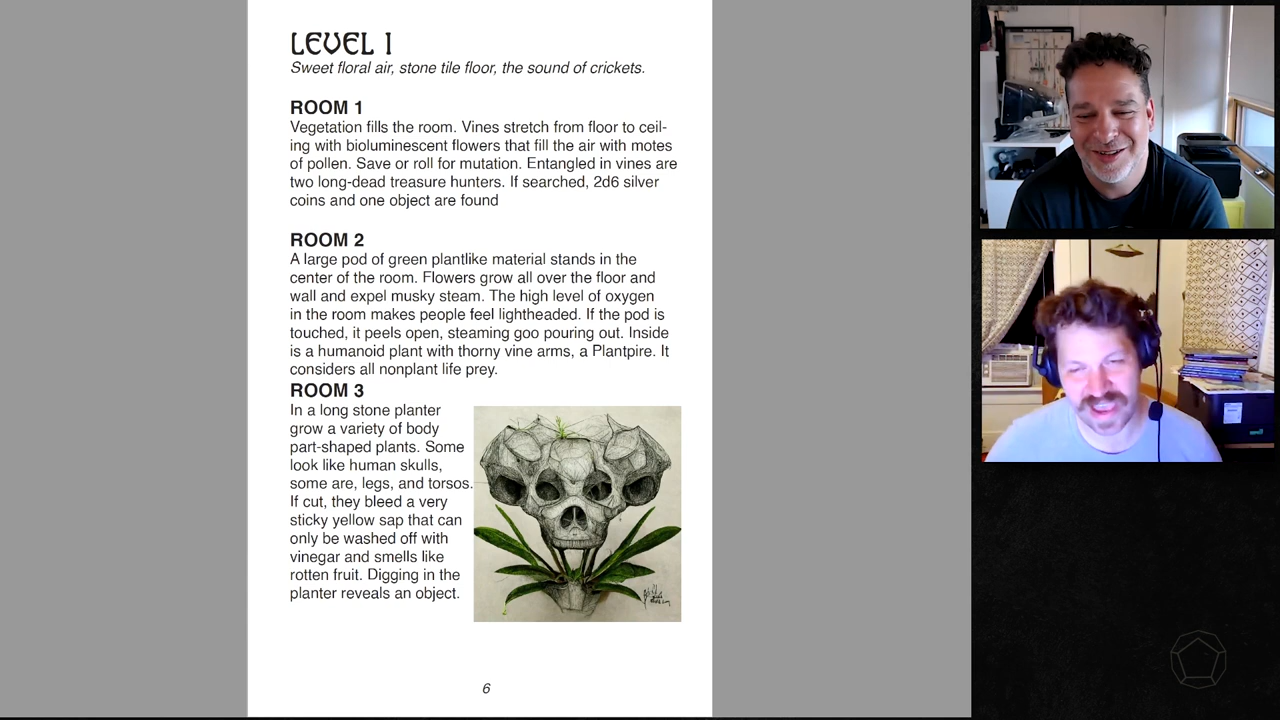 LEVEL 1
Sweet floral air, stone tile floor, the sound of crickets.
ROOM 1
Vegetation fills the room. Vines stretch from floor to ceil-
ing with bioluminescent flowers that fill the air with motes
of pollen. Save or roll for mutation. Entangled in vines are
two long-dead treasure hunters. If searched, 2d6 silver
coins and one object are found
ROOM 2
A large pod of green plantlike material stands in the
center of the room. Flowers grow all over the floor and
wall and expel musky steam. The high level of oxygen
in the room makes people feel lightheaded. If the pod is
touched, it peels open, steaming goo pouring out. Inside
is a humanoid plant with thorny vine arms, a Plantpire. It
considers all nonplant life prey.
ROOM 3
In a long stone planter
grow a variety of body
part-shaped plants. Some
look like human skulls,
some are, legs, and torsos.
If cut, they bleed a very
sticky yellow sap that can
only be washed off with
vinegar and smells like
rotten fruit. Digging in the
planter reveals an object.
6